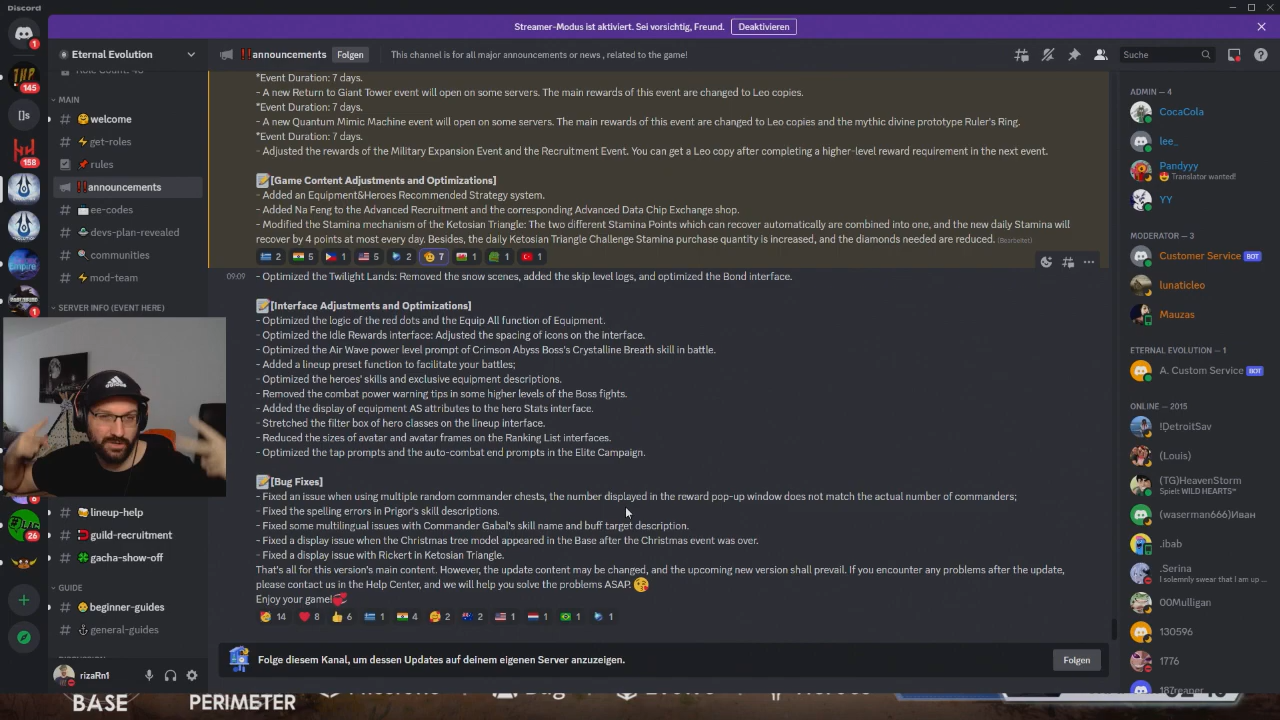 Discord
Streamer-Modus ist aktiviert. Sei vorsichtig, Freund. Deaktivieren
Eternal Evolution
announcements Folgen This channel is for all major announcements or news , related to the game! Suche
1
145
158
1
6
26
MAIN
welcome
get-roles
rules
announcements
ee-codes
devs-plan-revealed
communities
mod-team
SERVER INFO (EVENT HERE)
lineup-help
guild-recruitment
gacha-show-off
GUIDE
beginner-guides
general-guides
rizaRn1
*Event Duration: 7 days.
- A new Return to Giant Tower event will open on some servers. The main rewards of this event are changed to Leo copies.
*Event Duration: 7 days.
- A new Quantum Mimic Machine event will open on some servers. The main rewards of this event are changed to Leo copies and the mythic divine prototype Ruler's Ring.
*Event Duration: 7 days.
- Adjusted the rewards of the Military Expansion Event and the Recruitment Event. You can get a Leo copy after completing a higher-level reward requirement in the next event.
[Game Content Adjustments and Optimizations]
- Added an Equipment&Heroes Recommended Strategy system.
- Added Na Feng to the Advanced Recruitment and the corresponding Advanced Data Chip Exchange shop.
- Modified the Stamina mechanism of the Ketosian Triangle: The two different Stamina Points which can recover automatically are combined into one, and the new daily Stamina will
recover by 4 points at most every day. Besides, the daily Ketosian Triangle Challenge Stamina purchase quantity is increased, and the diamonds needed are reduced. (Bearbeitet)
2 5 1 5 2 7 1 1 1
09:09 - Optimized the Twilight Lands: Removed the snow scenes, added the skip level logs, and optimized the Bond interface.
[Interface Adjustments and Optimizations]
- Optimized the logic of the red dots and the Equip All function of Equipment.
- Optimized the Idle Rewards interface: Adjusted the spacing of icons on the interface.
- Optimized the Air Wave power level prompt of Crimson Abyss Boss's Crystalline Breath skill in battle.
- Added a lineup preset function to facilitate your battles;
- Optimized the heroes' skills and exclusive equipment descriptions.
- Removed the combat power warning tips in some higher levels of the Boss fights.
- Added the display of equipment AS attributes to the hero Stats interface.
- Stretched the filter box of hero classes on the lineup interface.
- Reduced the sizes of avatar and avatar frames on the Ranking List interfaces.
- Optimized the tap prompts and the auto-combat end prompts in the Elite Campaign.
[Bug Fixes]
- Fixed an issue when using multiple random commander chests, the number displayed in the reward pop-up window does not match the actual number of commanders;
- Fixed the spelling errors in Prigor's skill descriptions.
- Fixed some multilingual issues with Commander Gabal's skill name and buff target description.
- Fixed a display issue when the Christmas tree model appeared in the Base after the Christmas event was over.
- Fixed a display issue with Rickert in Ketosian Triangle.
That's all for this version's main content. However, the update content may be changed, and the upcoming new version shall prevail. If you encounter any problems after the update,
please contact us in the Help Center, and we will help you solve the problems ASAP.
Enjoy your game!
14 8 6 1 4 2 2 1 1 1 1
Folge diesem Kanal, um dessen Updates auf deinem eigenen Server anzuzeigen. Folgen
ADMIN — 4
CocaCola
lee_
Pandyyy
Translator wanted!
YY
MODERATOR — 3
Customer Service BOT
lunaticleo
Mauzas
ETERNAL EVOLUTION — 1
A. Custom Service BOT
ONLINE — 2015
!DetroitSav
(Louis)
(TG)HeavenStorm
Spielt WILD HEARTS™
(waserman666)Иван
.ibab
.Serina
I solemnly swear that I am up ...
00Mulligan
130596
1776
187reaper
BASE PERIMETER